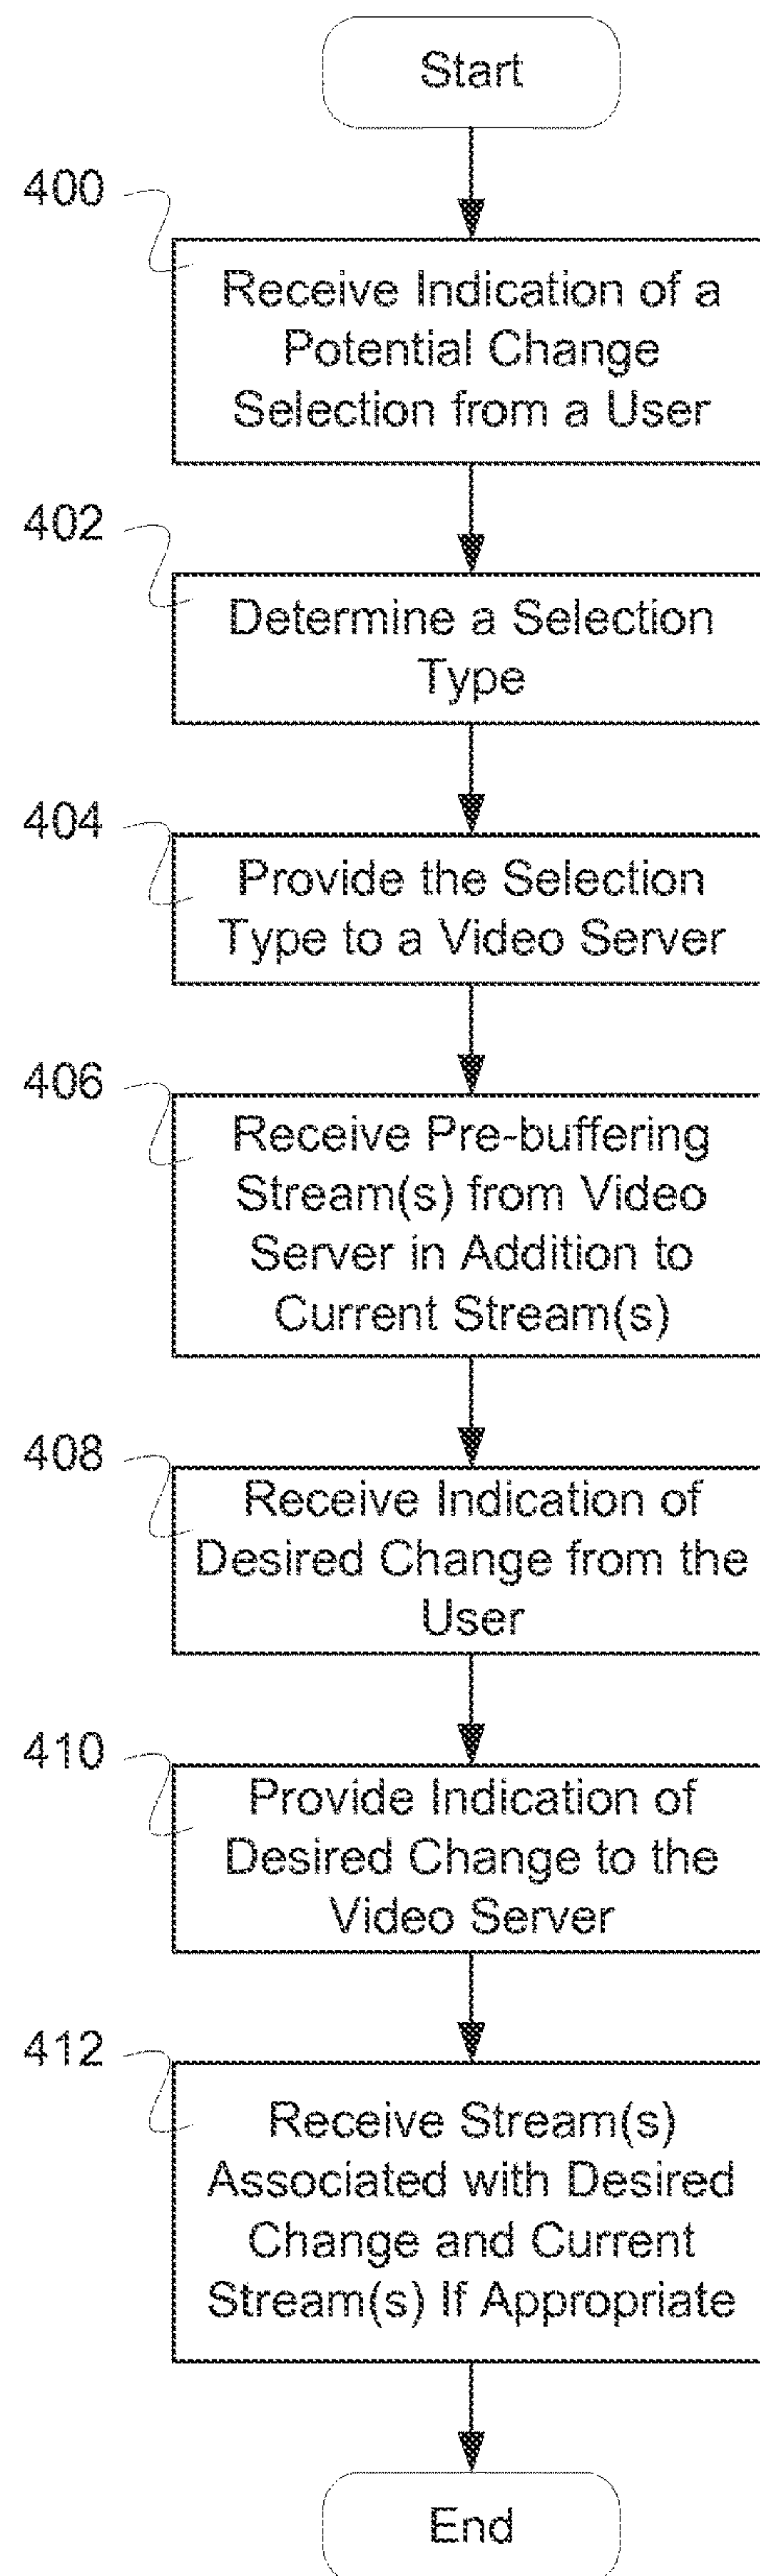 Start
400
Receive Indication of a
Potential Change
Selection from a User
402
Determine a Selection
Type
404
Provide the Selection
Type to a Video Server
406
Receive Pre-buffering
Stream(s) from Video
Server in Addition to
Current Stream(s)
408
Receive Indication of
Desired Change from the
User
410
Provide Indication of
Desired Change to the
Video Server
412
Receive Stream(s)
Associated with Desired
Change and Current
Stream(s) If Appropriate
End